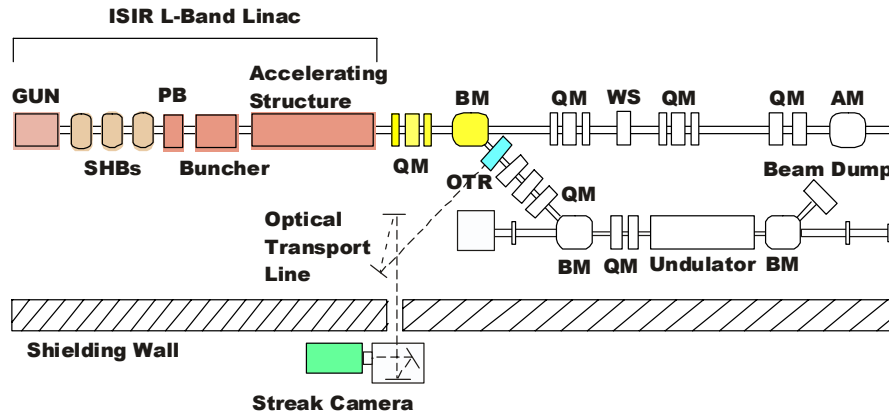 ISIR L-Band Linac
GUN
PB
Accelerating
Structure
BM
QM
WS
QM
QM
AM
SHBs
Buncher
QM
OTR
QM
Beam Dump
Optical
Transport
Line
BM
QM
Undulator
BM
Shielding Wall
Streak Camera